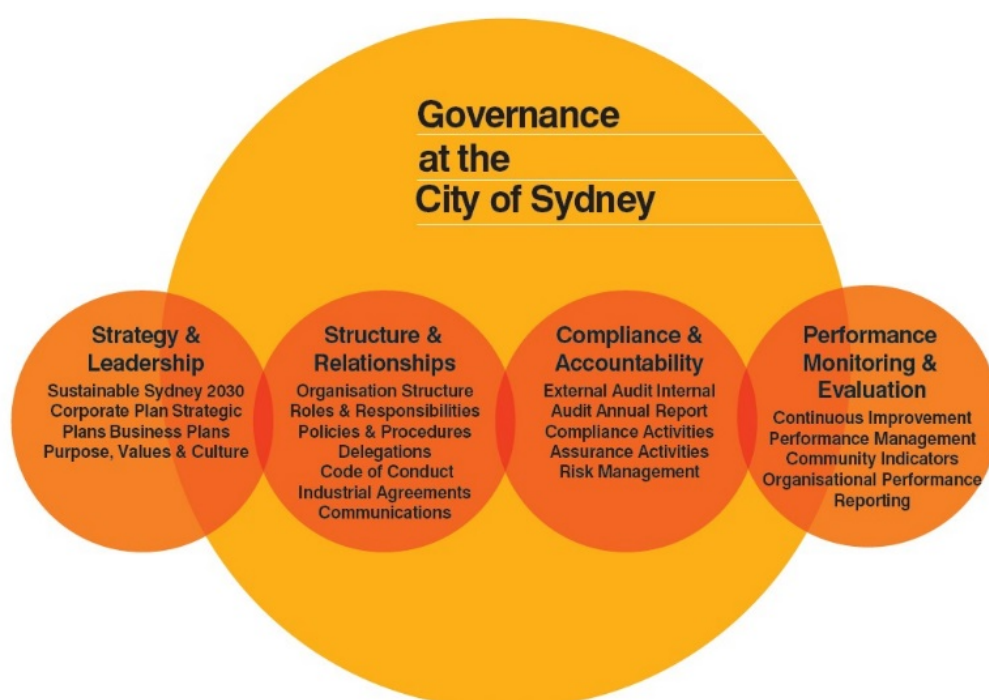 Governance
at the
City of Sydney
Strategy &
Leadership
Sustainable Sydney 2030
Corporate Plan Strategic
Plans Business Plans
Purpose, Values & Culture
Structure &
Relationships
Organisation Structure
Roles & Responsibilities
Policies & Procedures
Delegations
Code of Conduct
Industrial Agreements
Communications
Compliance &
Accountability
External Audit Internal
Audit Annual Report
Compliance Activities
Assurance Activities
Risk Management
Performance
Monitoring &
Evaluation
Continuous Improvement
Performance Management
Community Indicators
Organisational Performance
Reporting